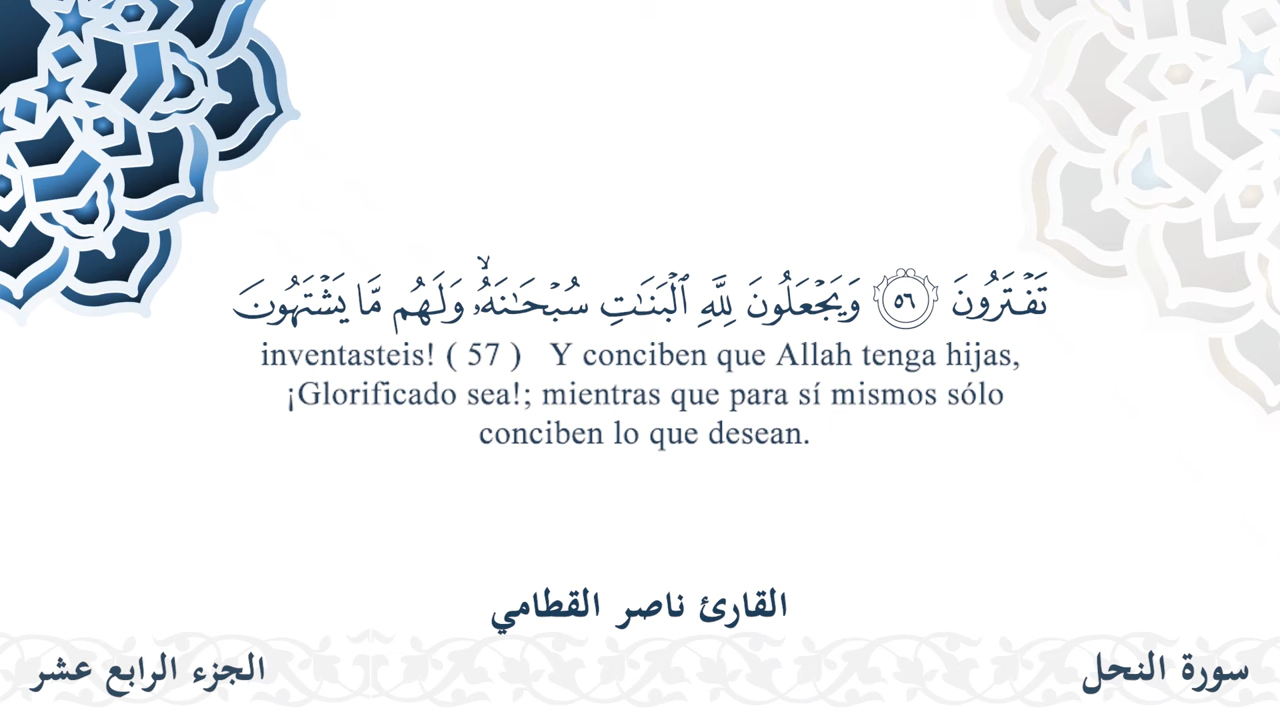 تَفْتَرُونَ ٥٦ وَيَجْعَلُونَ لِلَّهِ ٱلْبَنَـٰتِ سُبْحَـٰنَهُۥ ۙ وَلَهُم مَّا يَشْتَهُونَ
inventasteis! ( 57 ) Y conciben que Allah tenga hijas,
¡Glorificado sea!; mientras que para sí mismos sólo
conciben lo que desean.
القارئ ناصر القطامي
سورة النحل
الجزء الرابع عشر